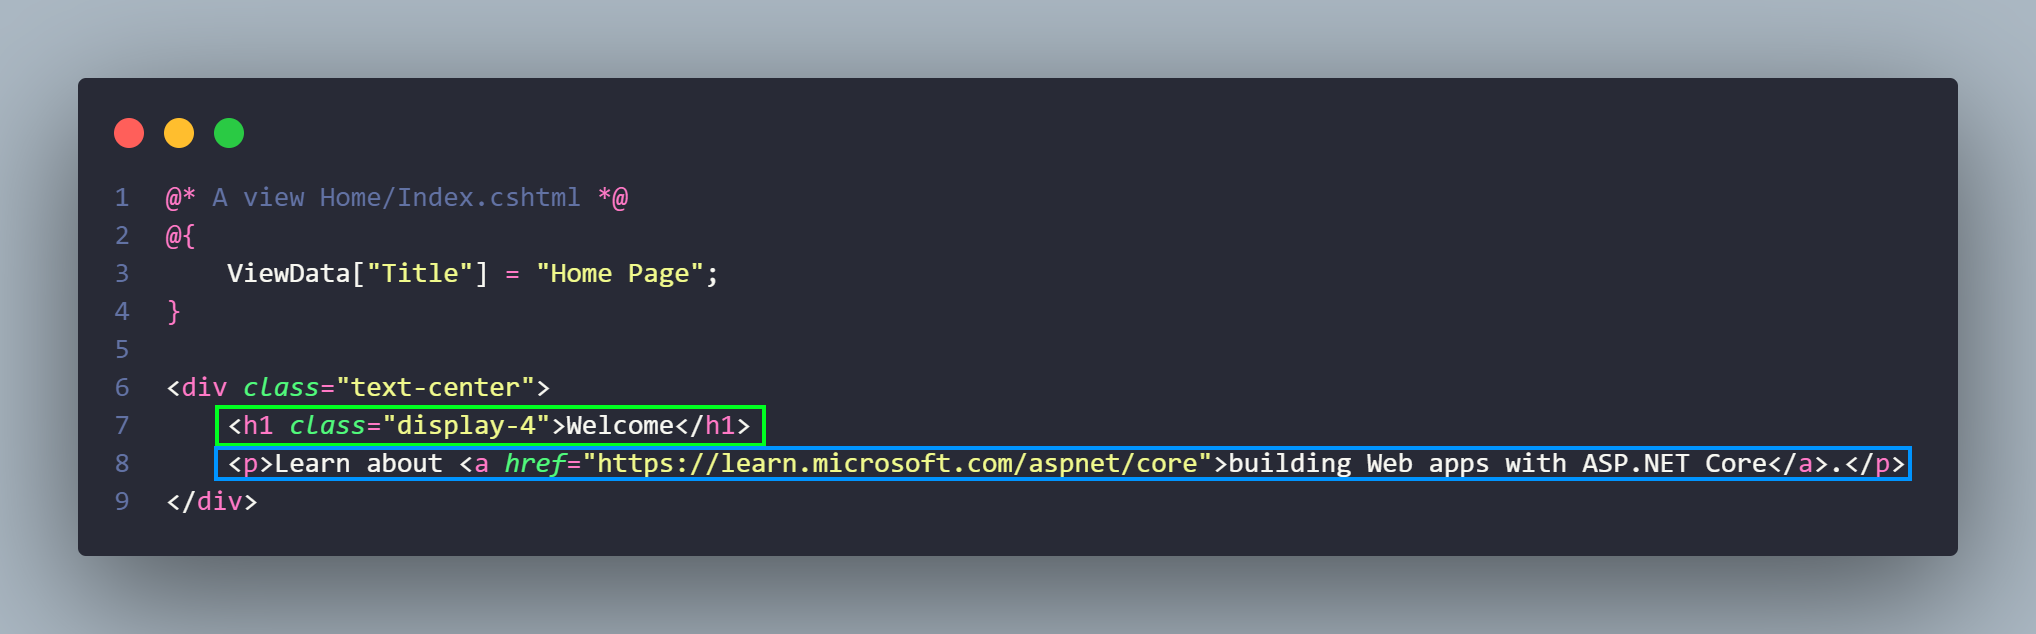 1 @* A view Home/Index.cshtml *@
2 @{
3     ViewData["Title"] = "Home Page";
4 }
5
6 <div class="text-center">
7     <h1 class="display-4">Welcome</h1>
8     <p>Learn about <a href="https://learn.microsoft.com/aspnet/core">building Web apps with ASP.NET Core</a>.</p>
9 </div>